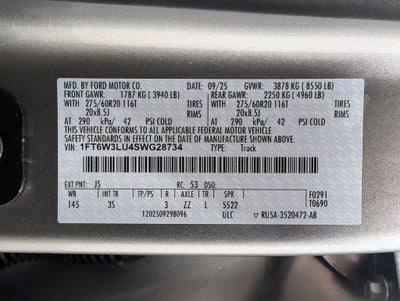 MFD. BY FORD MOTOR CO. 09/25 GVWR: 3878 KG ( 8550 LB)
FRONT GAWR: 1787 KG (3940 LB) REAR GAWR: 2250 KG ( 4960 LB)
WITH 275/60R20 116T TIRES WITH 275/60R20 116T TIRES
20x8.5J RIMS 20x8.5J RIMS
AT 290 kPa/ 42 PSI COLD AT 290 kPa/ 42 PSI COLD
THIS VEHICLE CONFORMS TO ALL APPLICABLE FEDERAL MOTOR VEHICLE
SAFETY STANDARDS IN EFFECT ON THE DATE OF MANUFACTURE SHOWN ABOVE.
VIN: 1FT6W3LU4SWG28734 TYPE: Truck
EXT PNT: JS RC: 53 DSO: F0291
WB INT TR TP/PS R AXLE TR SPR T0690
145 3S 3 ZZ L 5522
1202509298096 ULC RU5A-3520472-AB